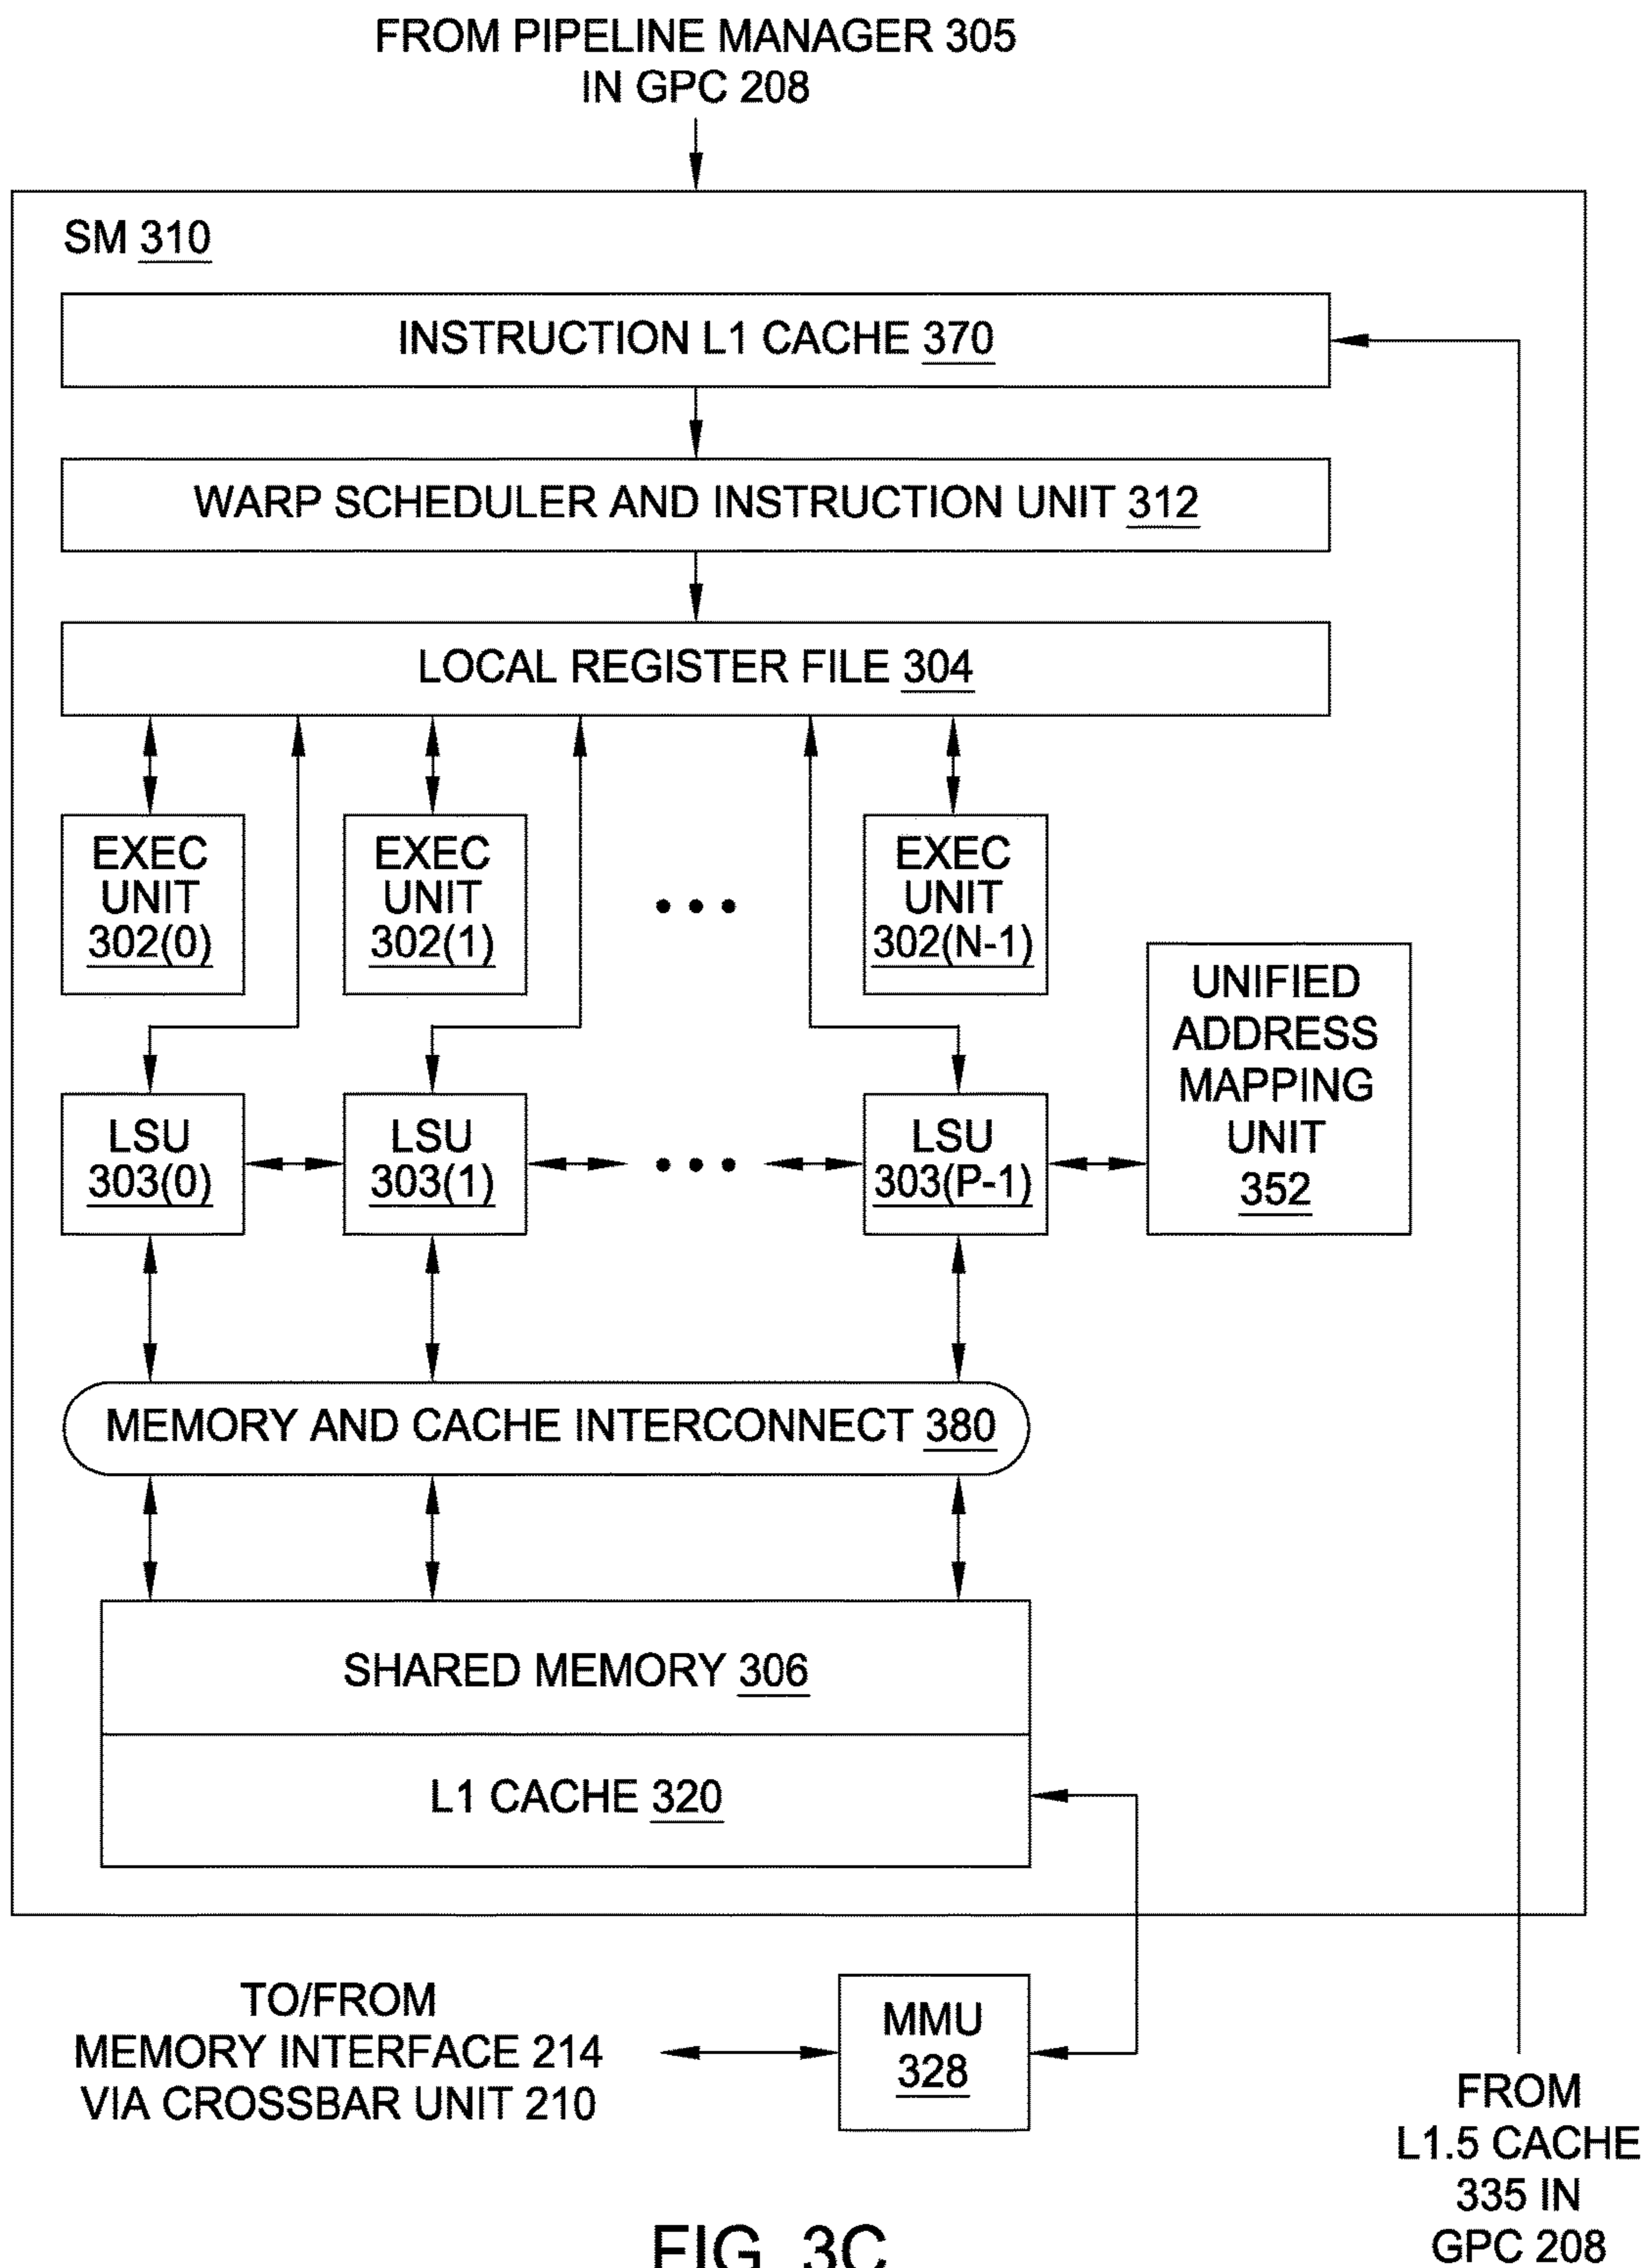 FROM PIPELINE MANAGER 305
IN GPC 208
SM 310
INSTRUCTION L1 CACHE 370
WARP SCHEDULER AND INSTRUCTION UNIT 312
LOCAL REGISTER FILE 304
EXEC
UNIT
302(0)
EXEC
UNIT
302(1)
• • •
EXEC
UNIT
302(N-1)
UNIFIED
ADDRESS
MAPPING
UNIT
352
LSU
303(0)
LSU
303(1)
• • •
LSU
303(P-1)
MEMORY AND CACHE INTERCONNECT 380
SHARED MEMORY 306
L1 CACHE 320
TO/FROM
MEMORY INTERFACE 214
VIA CROSSBAR UNIT 210
MMU
328
FROM
L1.5 CACHE
335 IN
GPC 208
FIG. 3C